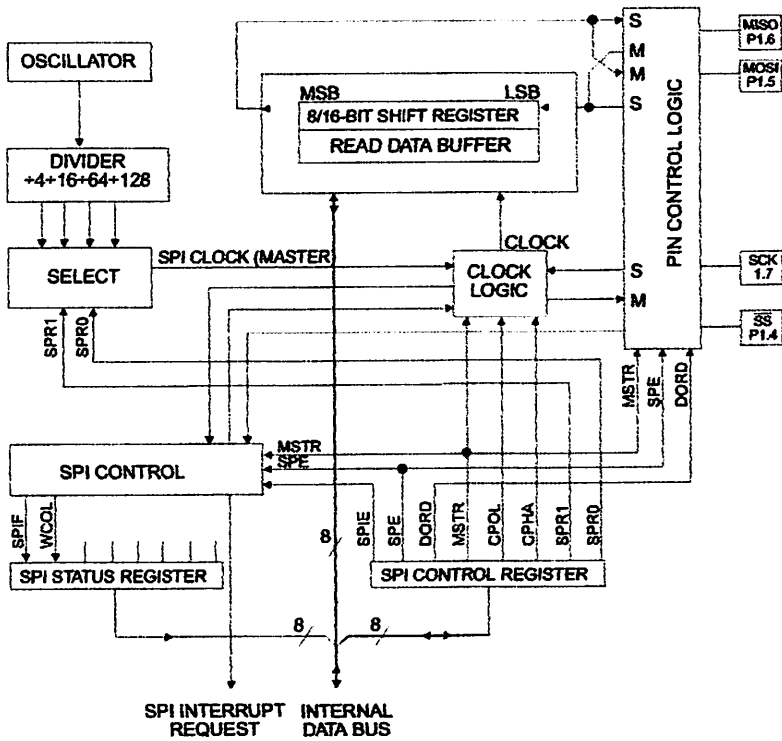 OSCILLATOR
DIVIDER
÷4÷16÷64÷128
SELECT
SPI CLOCK (MASTER
SPR1
SPR0
MSB
LSB
8/16-BIT SHIFT REGISTER
READ DATA BUFFER
CLOCK
CLOCK
LOGIC
S
M
M
S
S
M
PIN CONTROL LOGIC
MISO
P1.6
MOSI
P1.5
SCK
1.7
SS
P1.4
MSTR
SPE
DORD
SPI CONTROL
MSTR
SPE
SPIF
WCOL
SPI STATUS REGISTER
8
SPIE
SPE
DORD
MSTR
CPOL
CPHA
SPR1
SPR0
SPI CONTROL REGISTER
8
8
SPI INTERRUPT
REQUEST
INTERNAL
DATA BUS